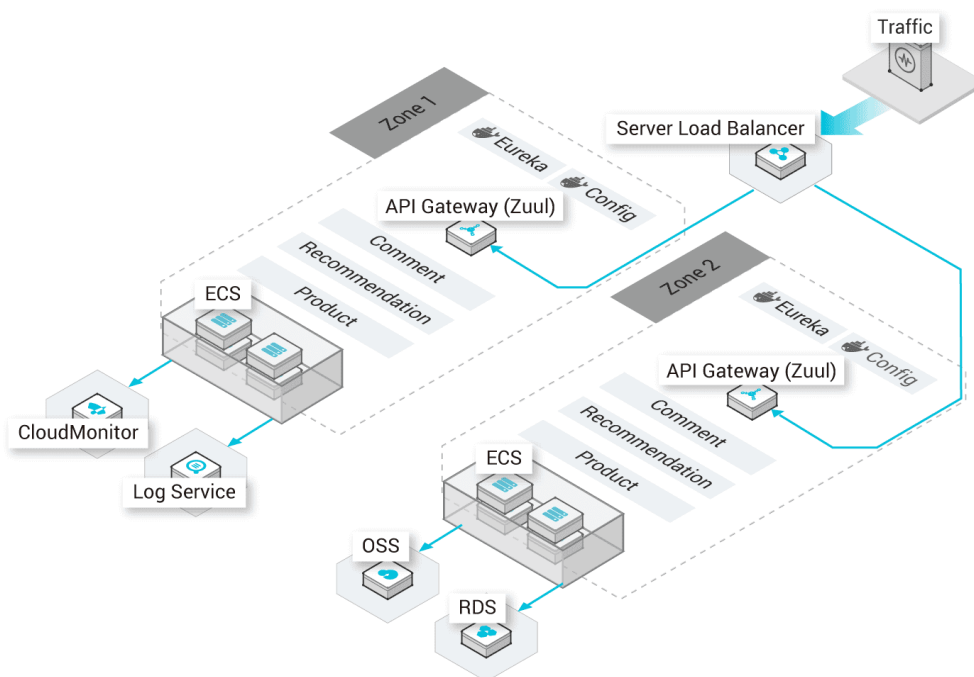 Traffic
Server Load Balancer
Zone 1
Eureka
Config
API Gateway (Zuul)
Comment
Recommendation
Product
ECS
CloudMonitor
Log Service
Zone 2
Eureka
Config
API Gateway (Zuul)
Comment
Recommendation
Product
ECS
OSS
RDS